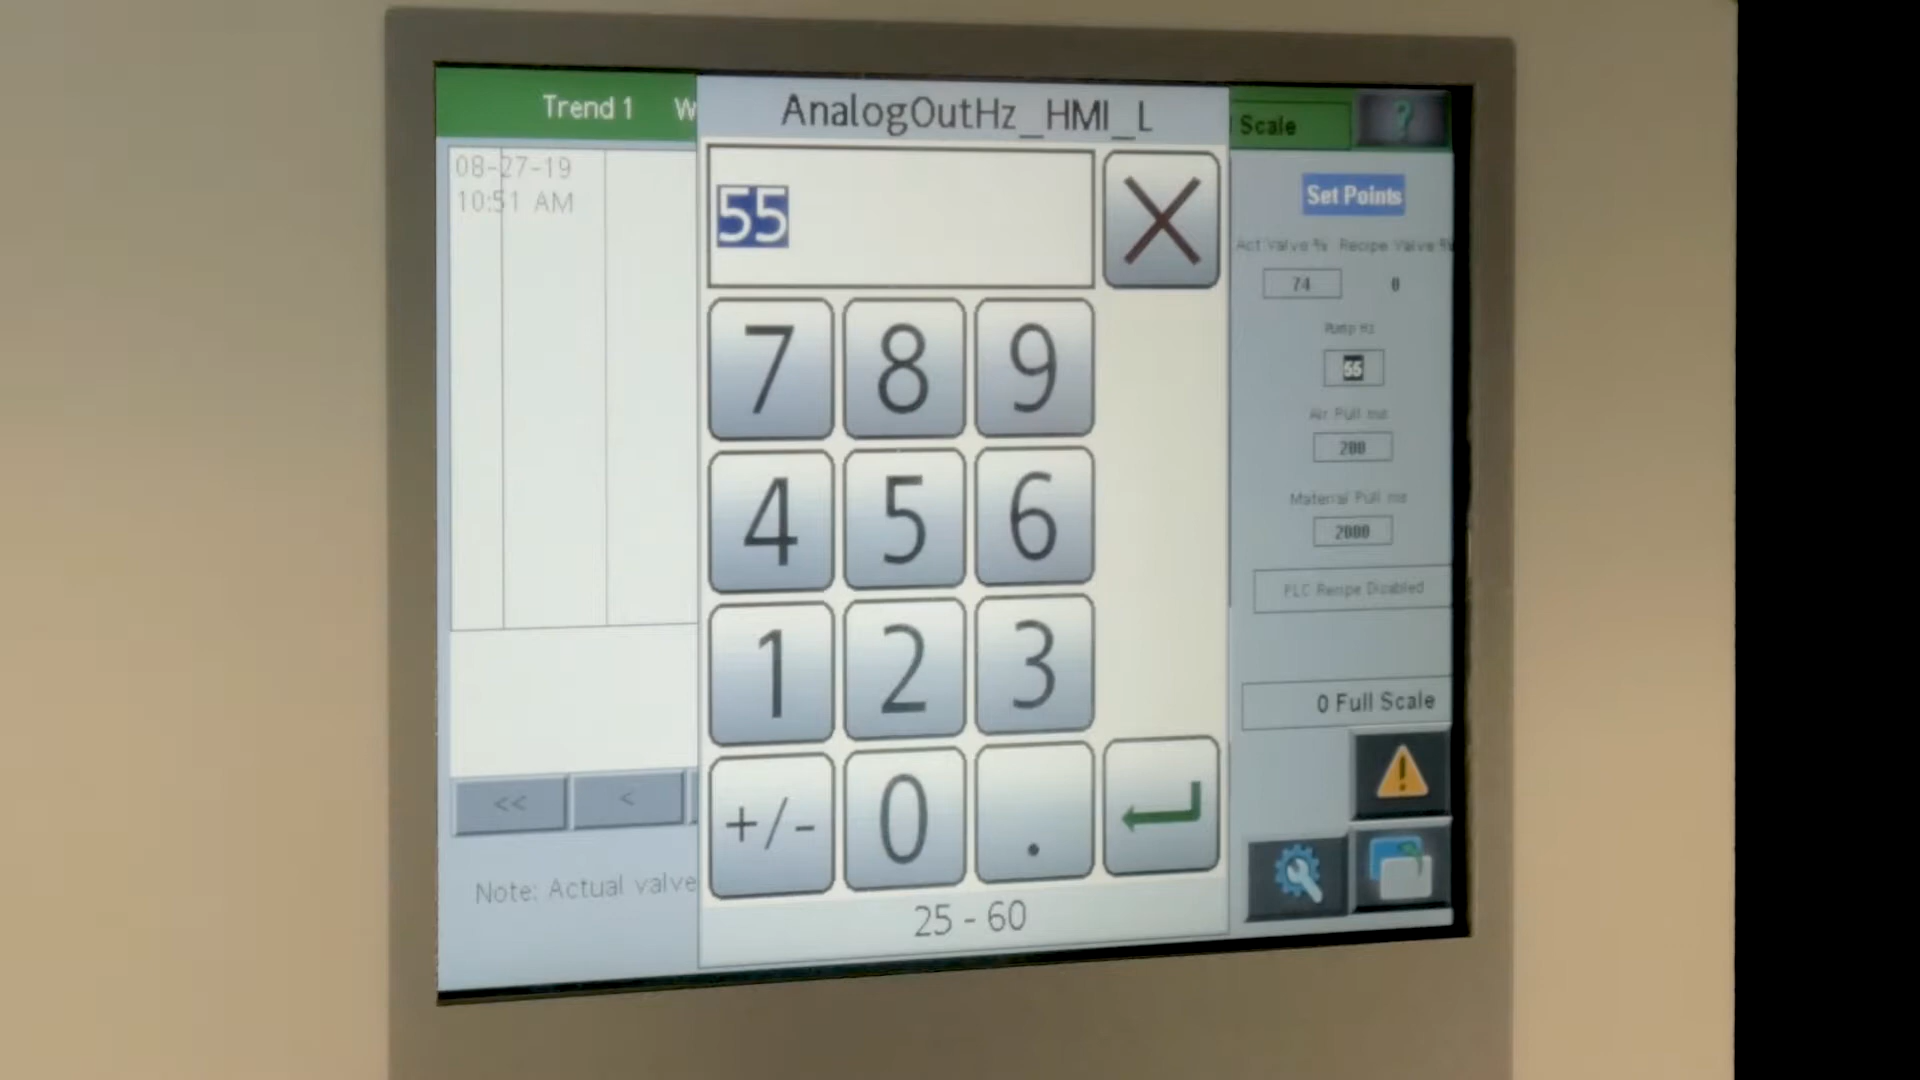 Trend 1
AnalogOutHz_HMI_L
Scale
?
08-27-19
10:51 AM
55
Set Points
Act Valve % Recipe Valve %
74 0
Pump Hz
55
Air Pull ms
200
Material Pull ms
2000
PLC Recipe Disabled
0 Full Scale
7 8 9
4 5 6
1 2 3
+/- 0 .
<< <
Note: Actual valve
25 - 60